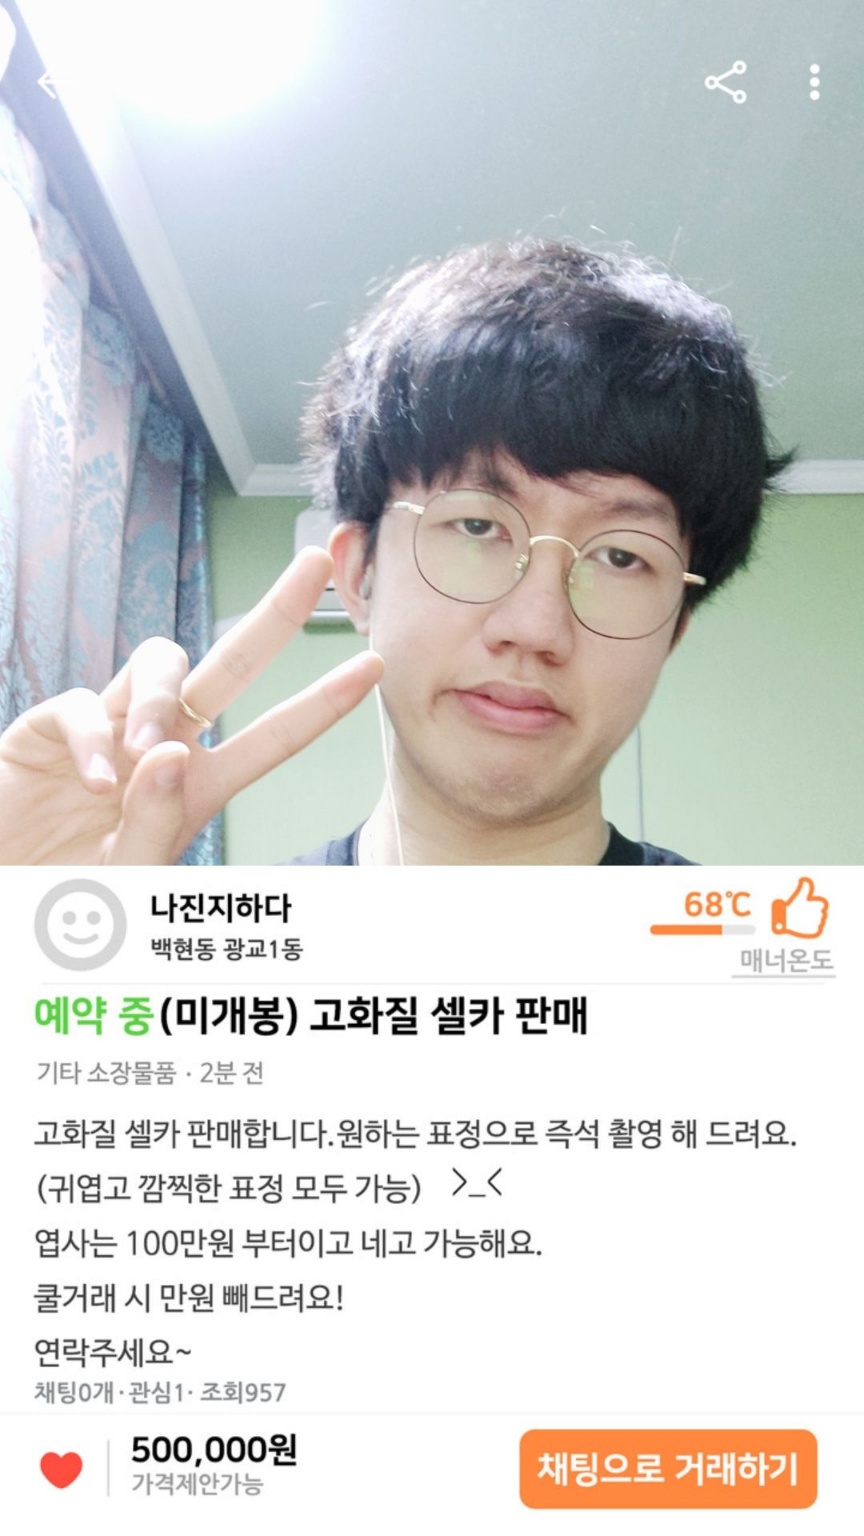 나진지하다
백현동 광교1동
68℃
매너온도
예약 중(미개봉) 고화질 셀카 판매
기타 소장물품 · 2분 전
고화질 셀카 판매합니다.원하는 표정으로 즉석 촬영 해 드려요.
(귀엽고 깜찍한 표정 모두 가능) >_<
엽사는 100만원 부터이고 네고 가능해요.
쿨거래 시 만원 빼드려요!
연락주세요~
채팅0개·관심1· 조회957
500,000원
가격제안가능
채팅으로 거래하기